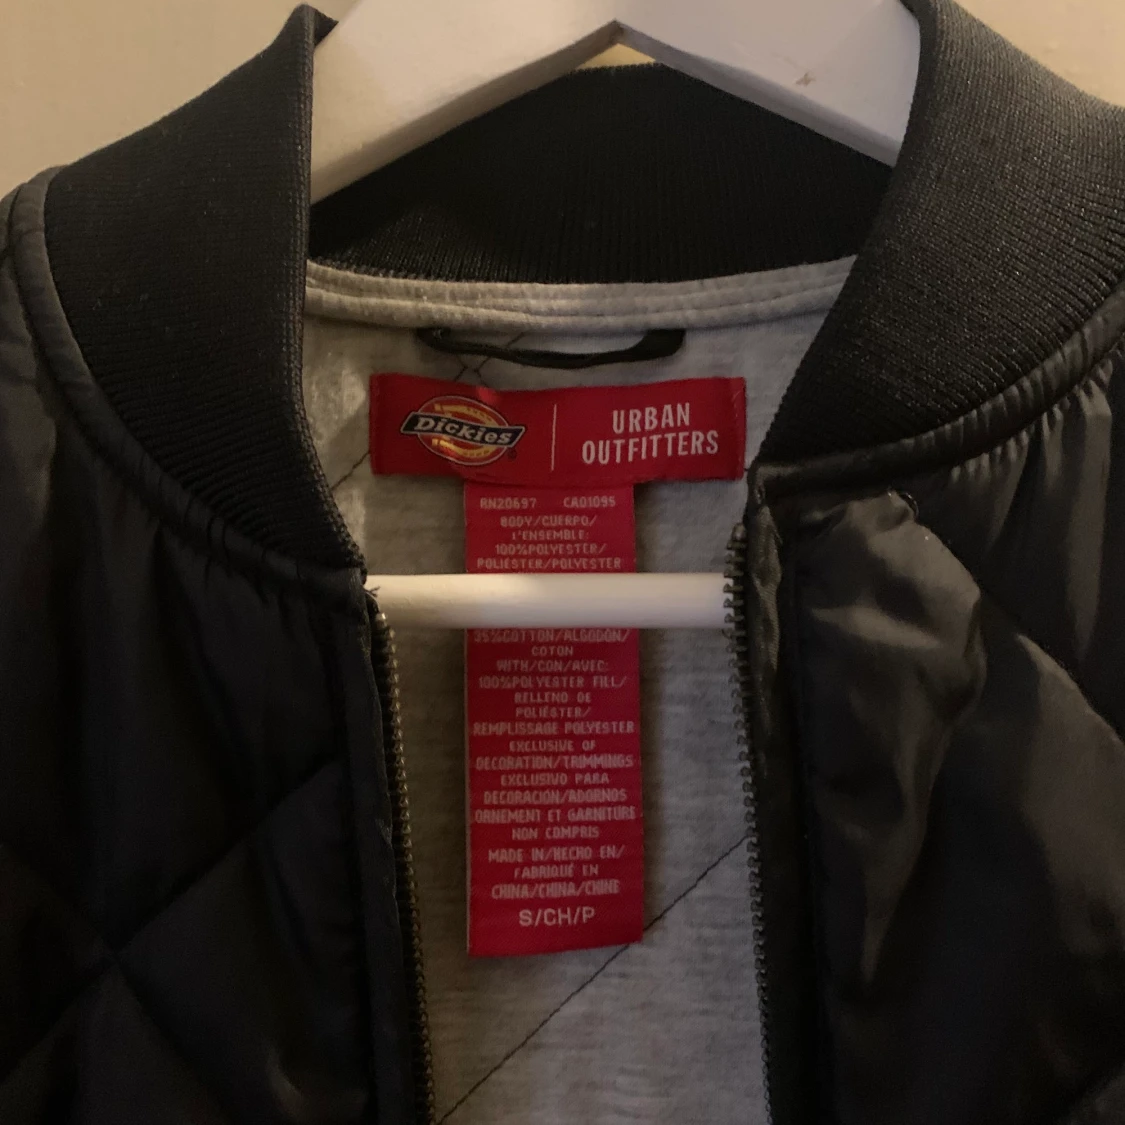 Dickies
URBAN
OUTFITTERS
RN20697 CA01095
BODY/CUERPO/
L'ENSEMBLE:
100%POLYESTER/
POLIÉSTER/POLYESTER
35%COTTON/ALGODÓN/
COTON
WITH/CON/AVEC:
100%POLYESTER FILL/
RELLENO DE
POLIÉSTER/
REMPLISSAGE POLYESTER
EXCLUSIVE OF
DECORATION/TRIMMINGS
EXCLUSIVO PARA
DECORACIÓN/ADORNOS
ORNEMENT ET GARNITURE
NON COMPRIS
MADE IN/HECHO EN/
FABRIQUÉ EN
CHINA/CHINA/CHINE
S/CH/P